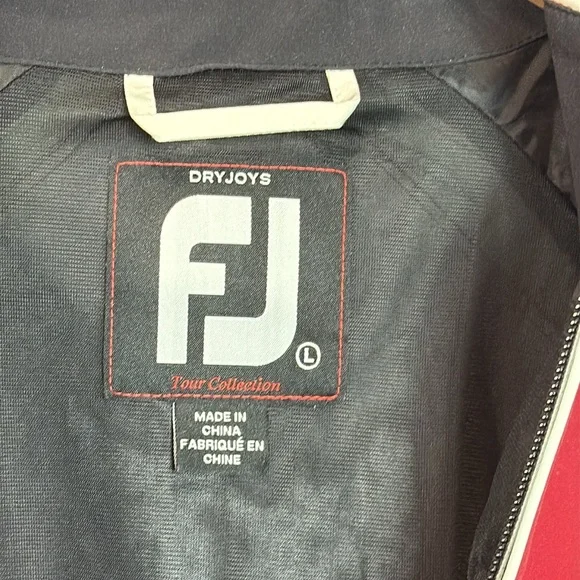 DRYJOYS
FJ
L
Tour Collection
MADE IN
CHINA
FABRIQUÉ EN
CHINE